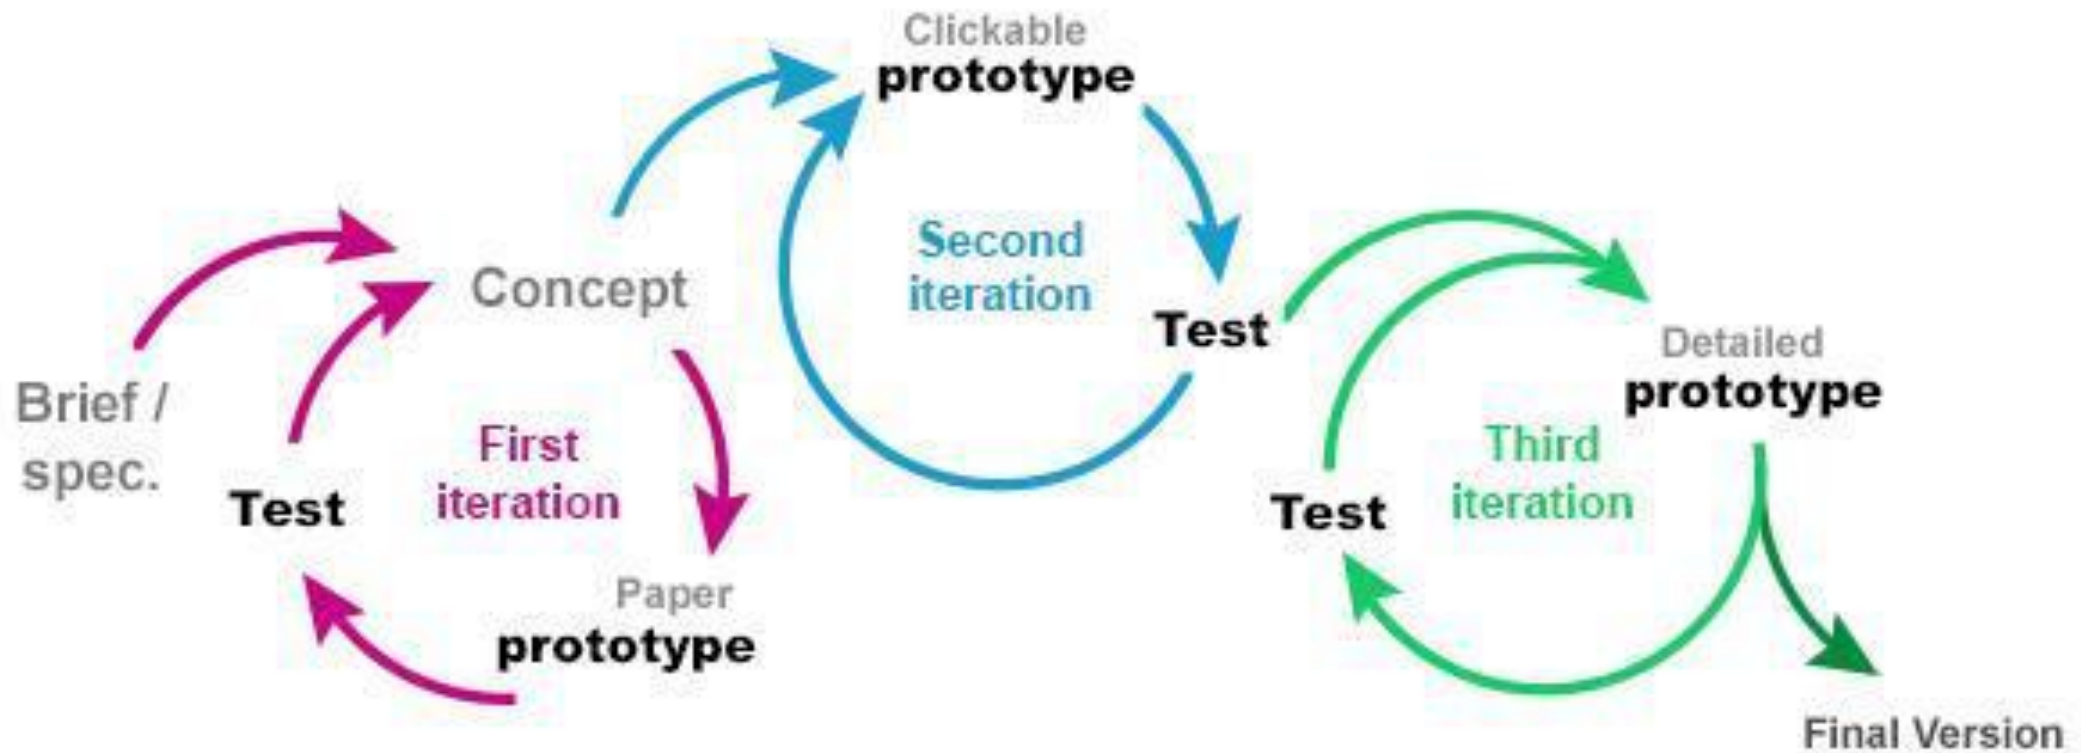 Brief /
spec.
Concept
Paper
prototype
Test
First
iteration
Clickable
prototype
Second
iteration
Test
Detailed
prototype
Third
iteration
Test
Final Version